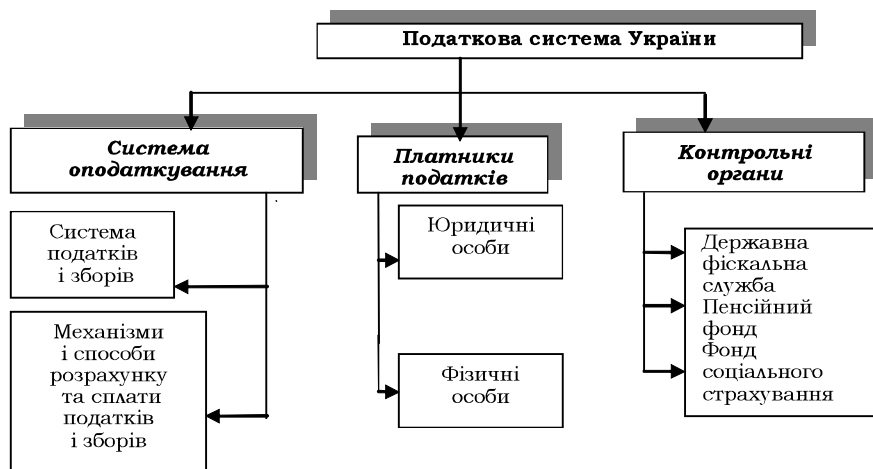 Податкова система України
Система
оподаткування
Платники
податків
Контрольні
органи
Система
податків
і зборів
Механізми
і способи
розрахунку
та сплати
податків
і зборів
Юридичні
особи
Фізичні
особи
Державна
фіскальна
служба
Пенсійний
фонд
Фонд
соціального
страхування